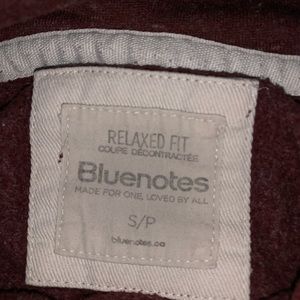 RELAXED FIT
COUPE DÉCONTRACTÉE
Bluenotes
MADE FOR ONE, LOVED BY ALL
S/P
bluenotes.ca